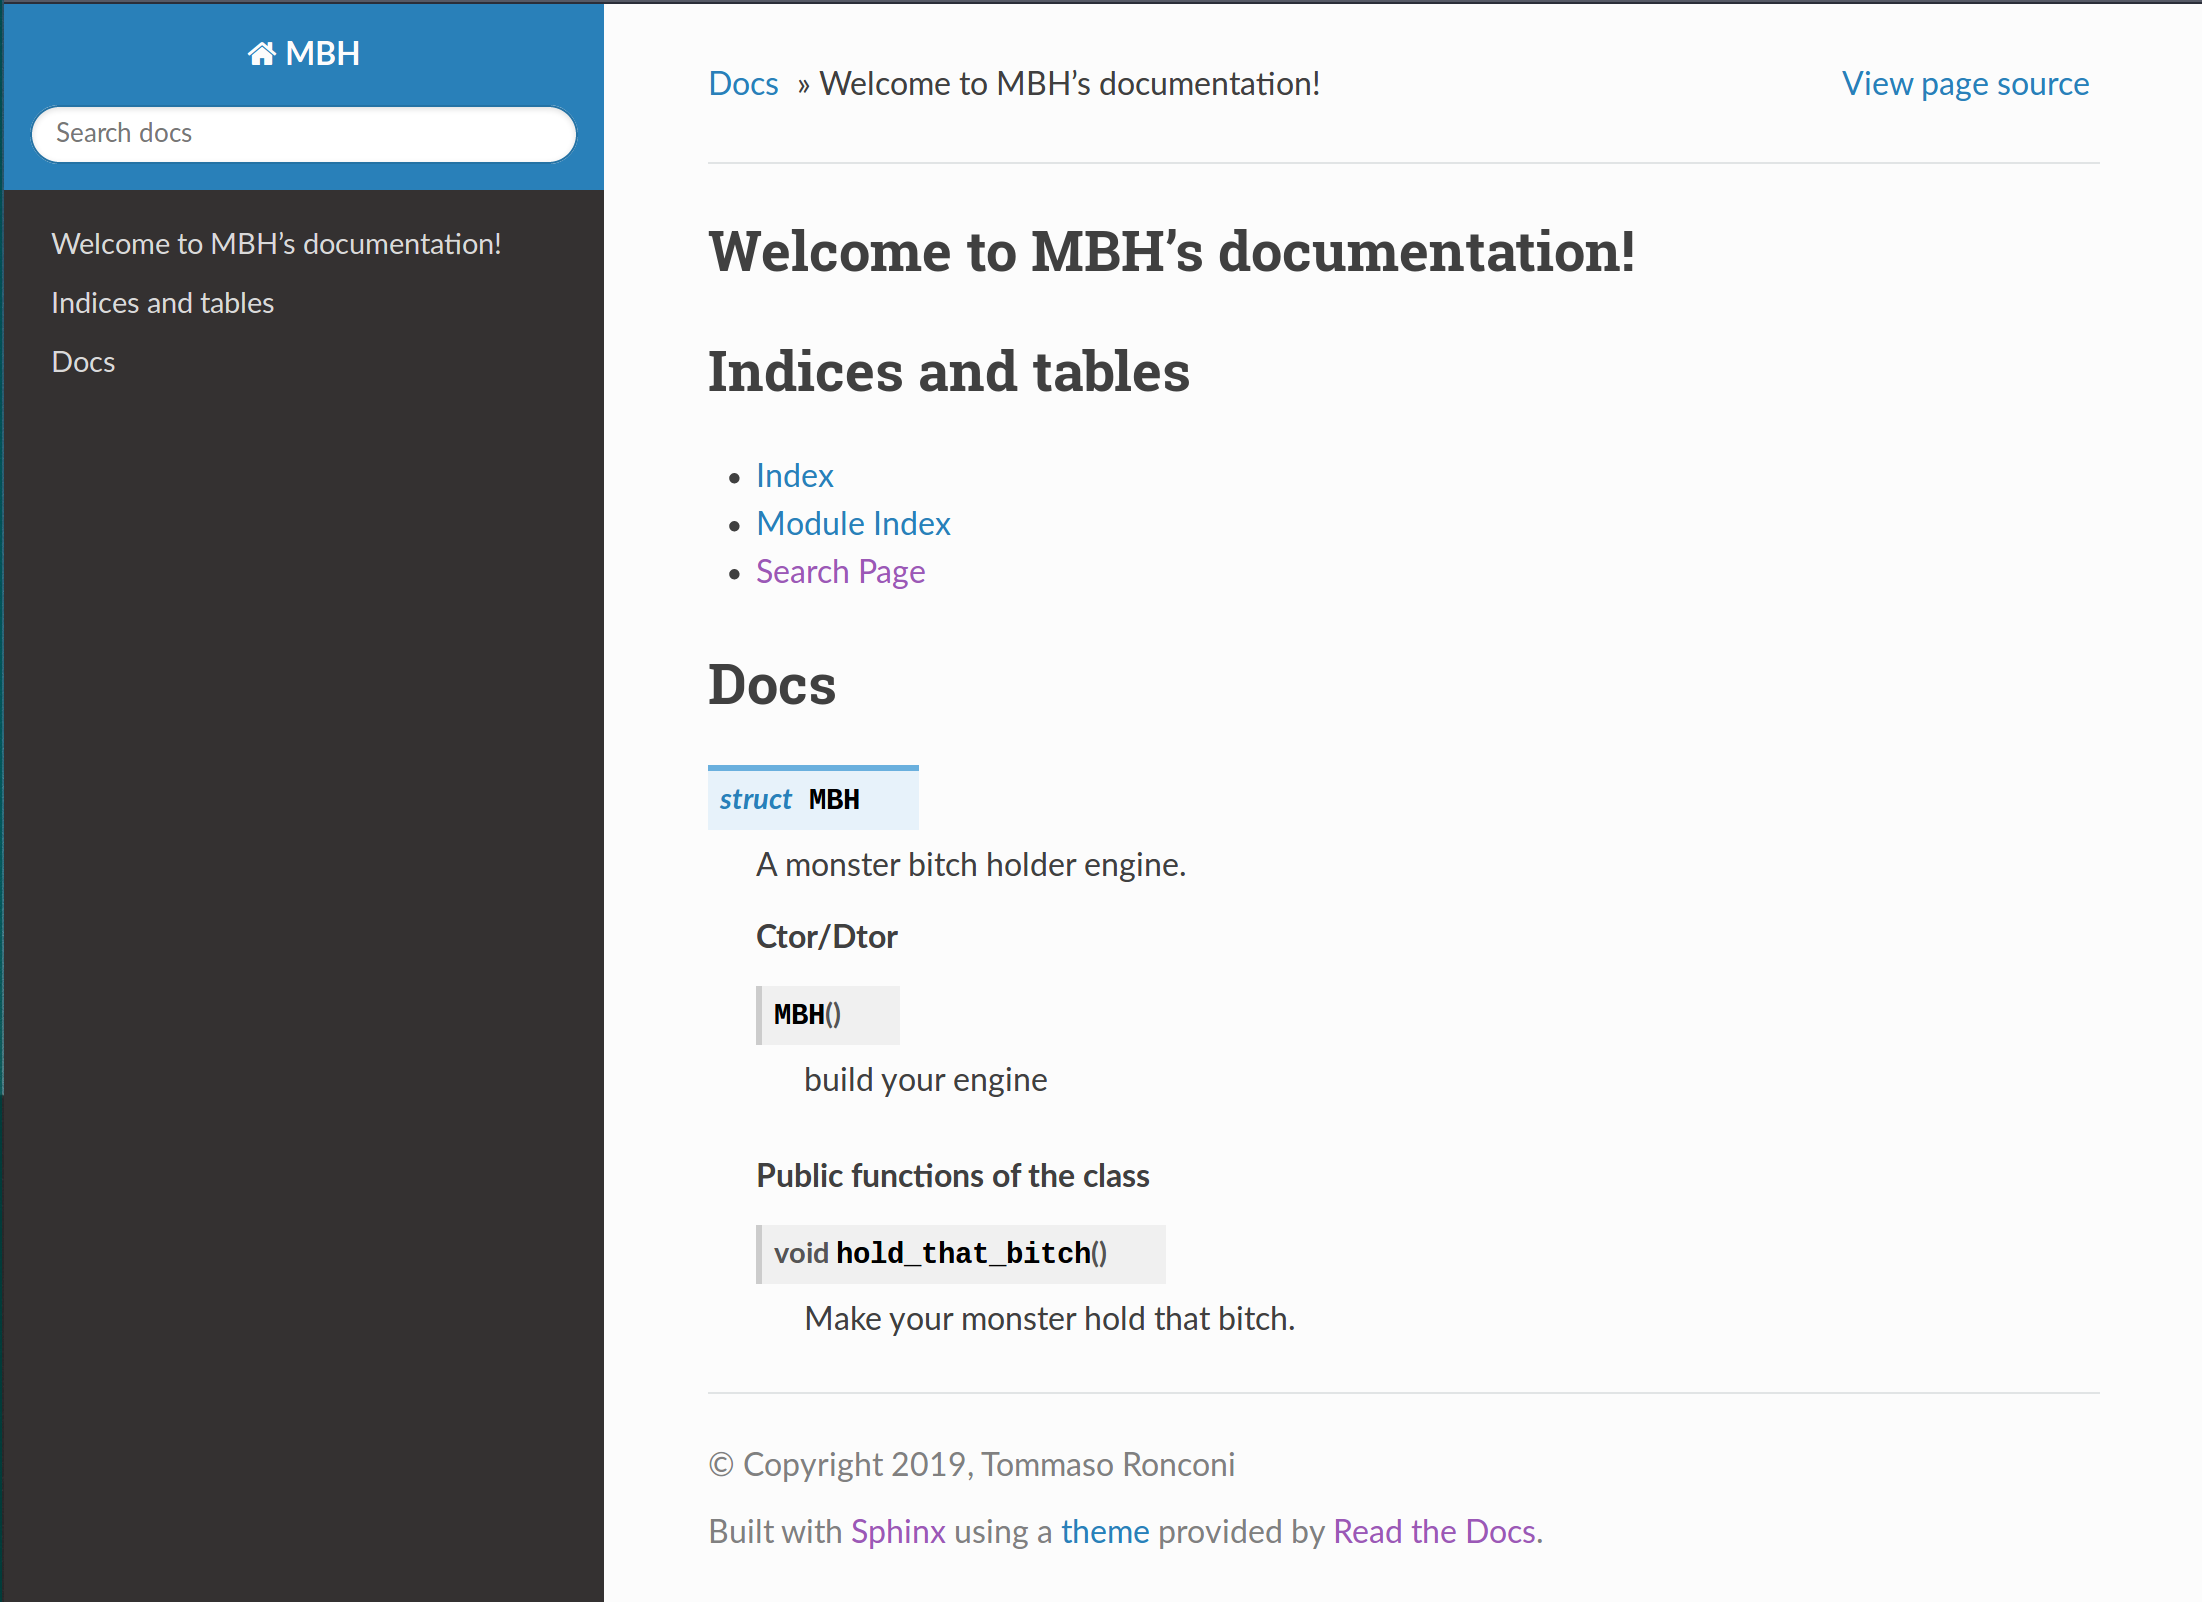 MBH
Search docs
Welcome to MBH’s documentation!
Indices and tables
Docs
Docs » Welcome to MBH’s documentation!
View page source
Welcome to MBH’s documentation!
Indices and tables
• Index
• Module Index
• Search Page
Docs
struct MBH
A monster bitch holder engine.
Ctor/Dtor
MBH()
build your engine
Public functions of the class
void hold_that_bitch()
Make your monster hold that bitch.
© Copyright 2019, Tommaso Ronconi
Built with Sphinx using a theme provided by Read the Docs.